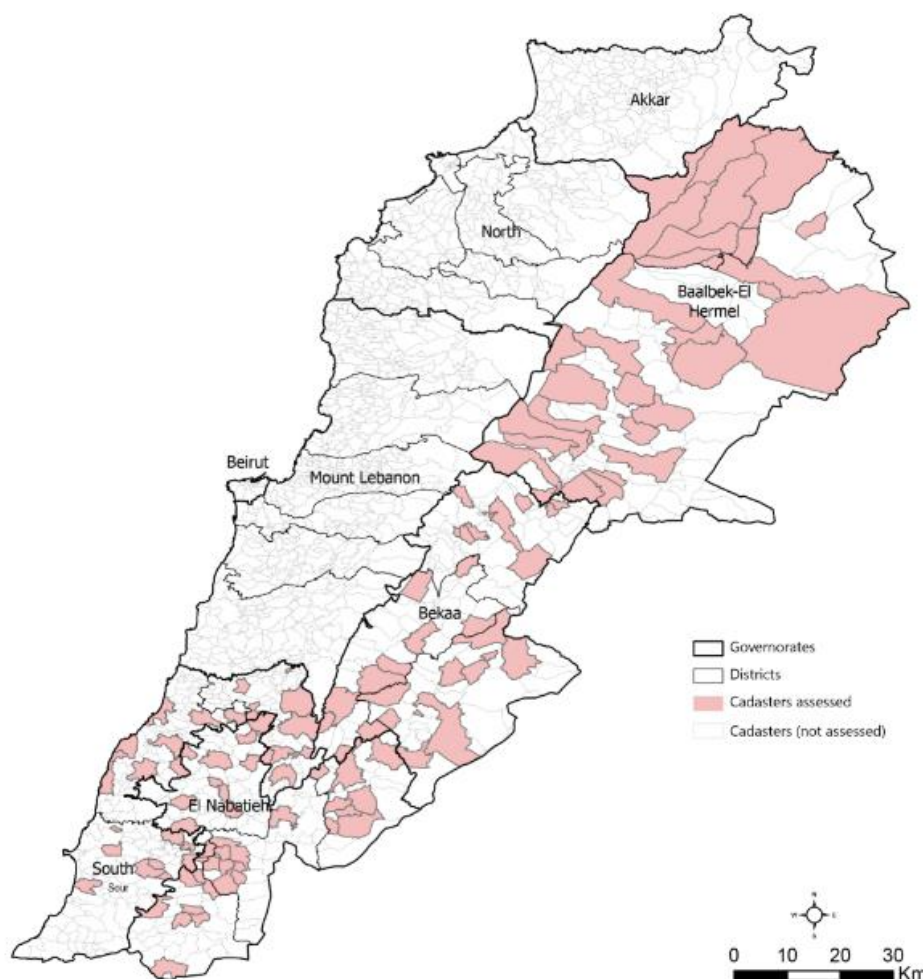 Akkar
North
Baalbek-El
Hermel
Beirut
Mount Lebanon
Bekaa
Governorates
Districts
Cadasters assessed
Cadasters (not assessed)
El Nabatieh
South
Sour
N
W E
S
0 10 20 30
Km